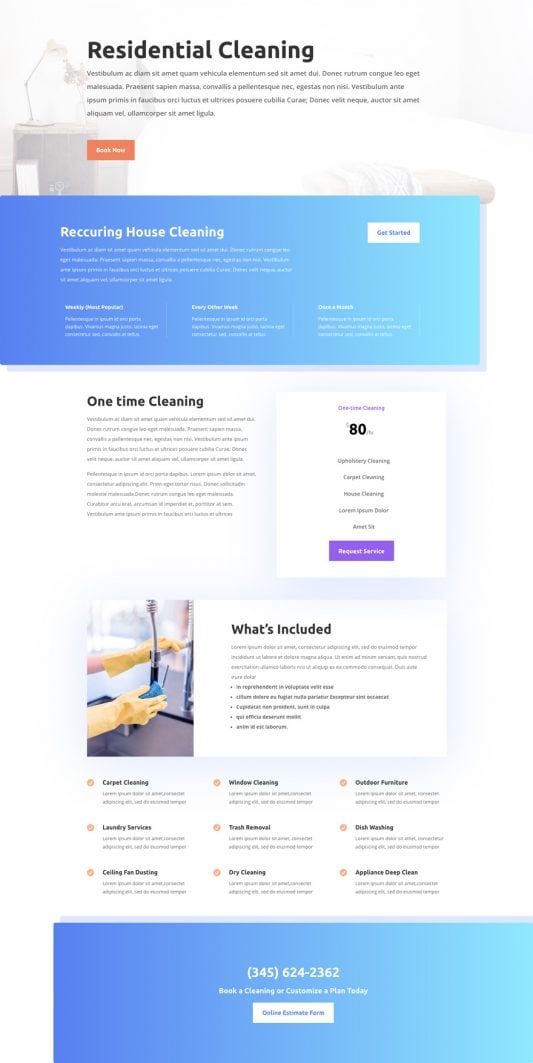 Residential Cleaning
Vestibulum ac diam sit amet quam vehicula elementum sed sit amet dui. Donec rutrum congue leo eget
malesuada. Praesent sapien massa, convallis a pellentesque nec, egestas non nisi. Vestibulum ante
ipsum primis in faucibus orci luctus et ultrices posuere cubilia Curae; Donec velit neque, auctor sit amet
aliquam vel, ullamcorper sit amet ligula.
Book Now
Reccuring House Cleaning
Get Started
Vestibulum ac diam sit amet quam vehicula elementum sed sit amet dui. Donec rutrum congue leo
eget malesuada. Praesent sapien massa, convallis a pellentesque nec, egestas non nisi. Vestibulum
ante ipsum primis in faucibus orci luctus et ultrices posuere cubilia Curae; Donec velit neque, auctor
sit amet aliquam vel, ullamcorper sit amet ligula.
Weekly (Most Popular)
Pellentesque in ipsum id orci porta
dapibus. Vivamus magna justo, lacinia eget
consectetur sed, convallis at tellus.
Every Other Week
Pellentesque in ipsum id orci porta
dapibus. Vivamus magna justo, lacinia eget
consectetur sed, convallis at tellus.
Once a Month
Pellentesque in ipsum id orci porta
dapibus. Vivamus magna justo, lacinia eget
consectetur sed, convallis at tellus.
One time Cleaning
Vestibulum ac diam sit amet quam vehicula elementum sed sit amet dui.
Donec rutrum congue leo eget malesuada. Praesent sapien massa,
convallis a pellentesque nec, egestas non nisi. Vestibulum ante ipsum
primis in faucibus orci luctus et ultrices posuere cubilia Curae; Donec
velit neque, auctor sit amet aliquam vel, ullamcorper sit amet ligula.
Pellentesque in ipsum id orci porta dapibus. Lorem ipsum dolor sit amet,
consectetur adipiscing elit. Proin eget tortor risus. Donec sollicitudin
molestie malesuada.Donec rutrum congue leo eget malesuada.
Curabitur arcu erat, accumsan id imperdiet et, porttitor at sem.
Vestibulum ante ipsum primis in faucibus orci luctus et ultrices
One-time Cleaning
$80/hr
Upholstery Cleaning
Carpet Cleaning
House Cleaning
Lorem Ipsum Dolor
Amet Sit
Request Service
What's Included
Lorem ipsum dolor sit amet, consectetur adipiscing elit, sed do eiusmod tempor
incididunt ut labore et dolore magna aliqua. Ut enim ad minim veniam, quis nostrud
exercitation ullamco laboris nisi ut aliquip ex ea commodo consequat. Duis aute
irure dolor
• in reprehenderit in voluptate velit esse
• cillum dolore eu fugiat nulla pariatur Excepteur sint occaecat
• Cupidatat non proident, sunt in culpa
• qui officia deserunt mollit
• anim id est laborum.
Carpet Cleaning
Lorem ipsum dolor sit amet,consectet
adipiscing elit, sed do eiusmod tempor
Window Cleaning
Lorem ipsum dolor sit amet,consectet
adipiscing elit, sed do eiusmod tempor
Outdoor Furniture
Lorem ipsum dolor sit amet,consectet
adipiscing elit, sed do eiusmod tempor
Laundry Services
Lorem ipsum dolor sit amet,consectet
adipiscing elit, sed do eiusmod tempor
Trash Removal
Lorem ipsum dolor sit amet, consectet
adipiscing elit, sed do eiusmod tempor
Dish Washing
Lorem ipsum dolor sit amet, consectetur
adipiscing elit, sed do eiusmod tempor
Ceiling Fan Dusting
Lorem ipsum dolor sit amet,consectet
adipiscing elit, sed do eiusmod tempor
Dry Cleaning
Lorem ipsum dolor sit amet,consectet
adipiscing elit, sed do eiusmod tempor
Appliance Deep Clean
Lorem ipsum dolor sit amet,consectet
adipiscing elit, sed do eiusmod tempor
(345) 624-2362
Book a Cleaning or Customize a Plan Today
Online Estimate Form